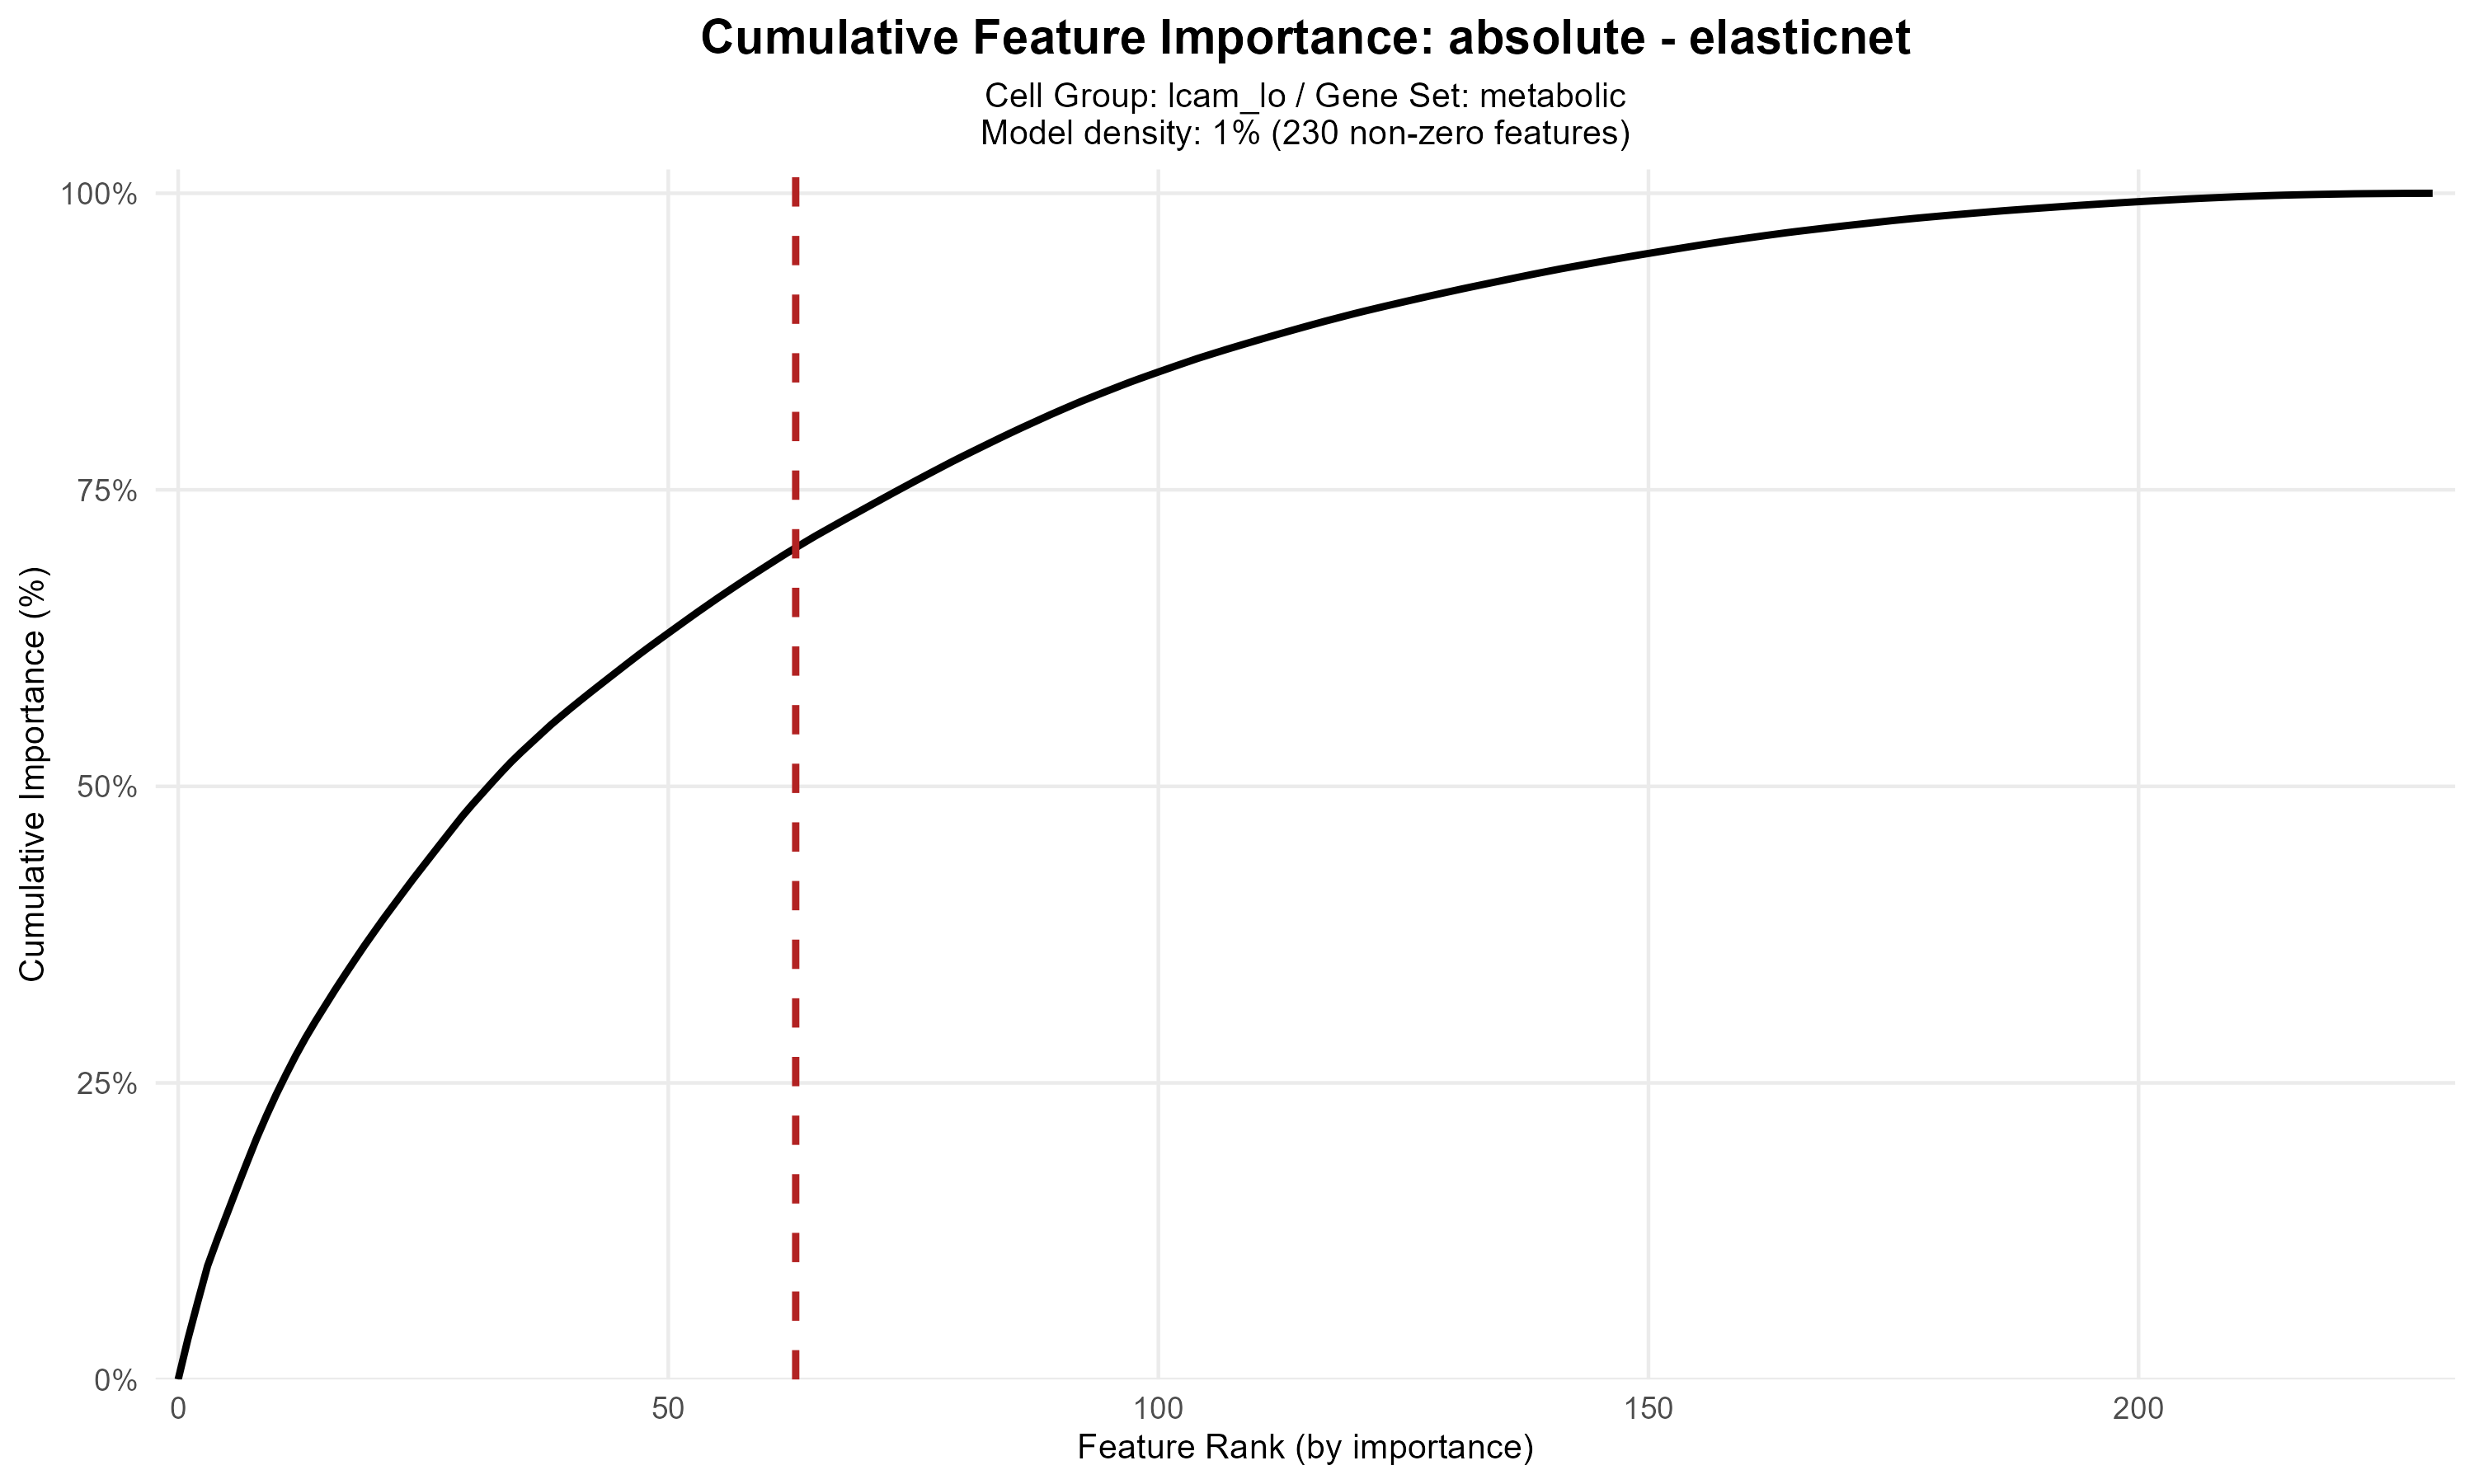 Cumulative Feature Importance: absolute - elasticnet
Cell Group: lcam_lo / Gene Set: metabolic
Model density: 1% (230 non-zero features)
Cumulative Importance (%)
100%
75%
50%
25%
0%
0 50 100 150 200
Feature Rank (by importance)